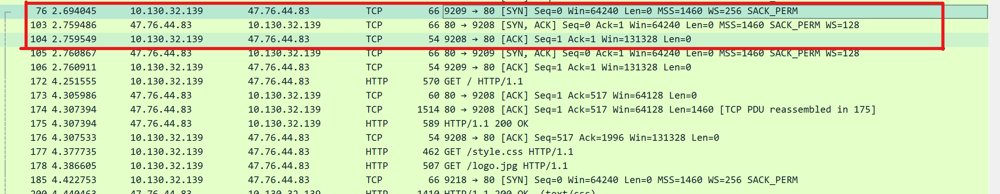 76 2.694045 10.130.32.139 47.76.44.83 TCP 66 9209 → 80 [SYN] Seq=0 Win=64240 Len=0 MSS=1460 WS=256 SACK_PERM
103 2.759486 47.76.44.83 10.130.32.139 TCP 66 80 → 9208 [SYN, ACK] Seq=0 Ack=1 Win=64240 Len=0 MSS=1460 SACK_PERM WS=128
104 2.759549 10.130.32.139 47.76.44.83 TCP 54 9208 → 80 [ACK] Seq=1 Ack=1 Win=131328 Len=0
105 2.760867 47.76.44.83 10.130.32.139 TCP 66 80 → 9209 [SYN, ACK] Seq=0 Ack=1 Win=64240 Len=0 MSS=1460 SACK_PERM WS=128
106 2.760911 10.130.32.139 47.76.44.83 TCP 54 9209 → 80 [ACK] Seq=1 Ack=1 Win=131328 Len=0
172 4.251555 10.130.32.139 47.76.44.83 HTTP 570 GET / HTTP/1.1
173 4.305986 47.76.44.83 10.130.32.139 TCP 60 80 → 9208 [ACK] Seq=1 Ack=517 Win=64128 Len=0
174 4.307394 47.76.44.83 10.130.32.139 TCP 1514 80 → 9208 [ACK] Seq=1 Ack=517 Win=64128 Len=1460 [TCP PDU reassembled in 175]
175 4.307394 47.76.44.83 10.130.32.139 HTTP 589 HTTP/1.1 200 OK
176 4.307533 10.130.32.139 47.76.44.83 TCP 54 9208 → 80 [ACK] Seq=517 Ack=1996 Win=131328 Len=0
177 4.377735 10.130.32.139 47.76.44.83 HTTP 462 GET /style.css HTTP/1.1
178 4.386605 10.130.32.139 47.76.44.83 HTTP 507 GET /logo.jpg HTTP/1.1
185 4.422753 10.130.32.139 47.76.44.83 TCP 66 9218 → 80 [SYN] Seq=0 Win=64240 Len=0 MSS=1460 WS=256 SACK_PERM
200 4.440463 47.76.44.83 10.130.32.139 HTTP 1410 HTTP/1.1 200 OK (text/css)